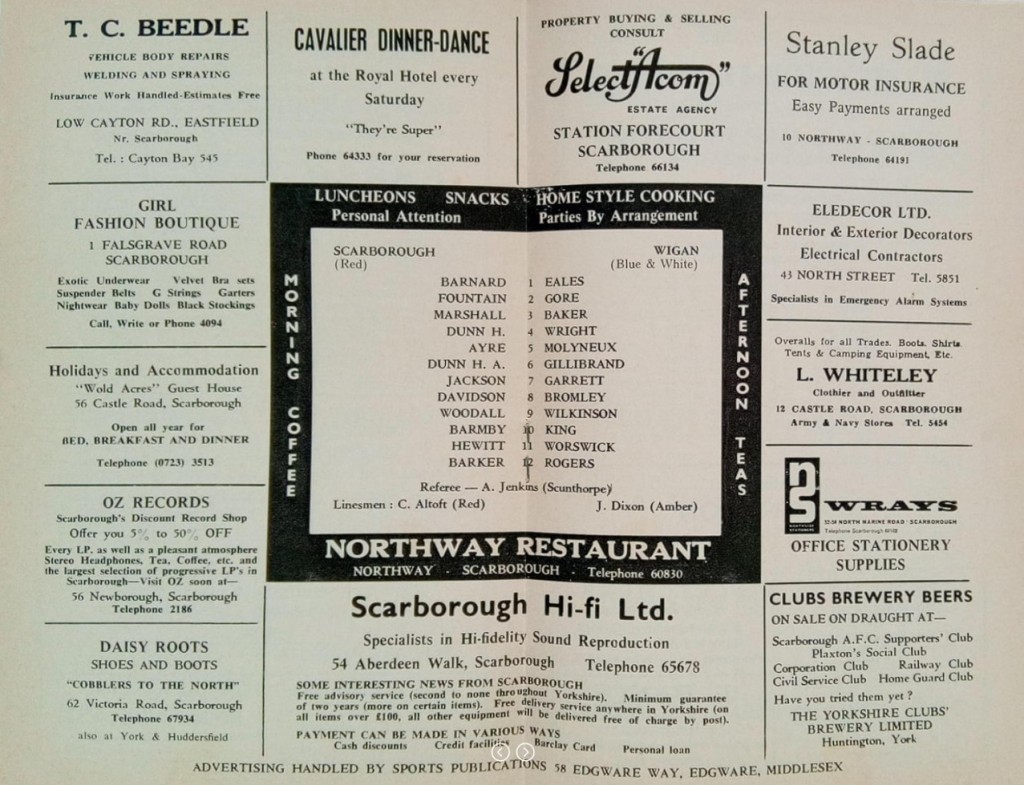 T. C. BEEDLE
VEHICLE BODY REPAIRS
WELDING AND SPRAYING
Insurance Work Handled-Estimates Free
LOW CAYTON RD., EASTFIELD
Nr. Scarborough
Tel. : Cayton Bay 545
CAVALIER DINNER-DANCE
at the Royal Hotel every
Saturday
"They're Super"
Phone 64333 for your reservation
PROPERTY BUYING & SELLING
CONSULT
Select "Acom"
ESTATE AGENCY
STATION FORECOURT
SCARBOROUGH
Telephone 66134
Stanley Slade
FOR MOTOR INSURANCE
Easy Payments arranged
10 NORTHWAY - SCARBOROUGH
Telephone 64191
GIRL
FASHION BOUTIQUE
1 FALSGRAVE ROAD
SCARBOROUGH
Exotic Underwear Velvet Bra sets
Suspender Belts G Strings Garters
Nightwear Baby Dolls Black Stockings
Call, Write or Phone 4094
Holidays and Accommodation
"Wold Acres" Guest House
56 Castle Road, Scarborough
Open all year for
BED, BREAKFAST AND DINNER
Telephone (0723) 3513
OZ RECORDS
Scarborough's Discount Record Shop
Offer you 5% to 50% OFF
Every LP. as well as a pleasant atmosphere
Stereo Headphones, Tea, Coffee, etc. and
the largest selection of progressive LP's in
Scarborough—Visit OZ soon at—
56 Newborough, Scarborough
Telephone 2186
DAISY ROOTS
SHOES AND BOOTS
"COBBLERS TO THE NORTH"
62 Victoria Road, Scarborough
Telephone 67934
also at York & Huddersfield
LUNCHEONS SNACKS HOME STYLE COOKING
Personal Attention Parties By Arrangement
MORNING COFFEE
SCARBOROUGH WIGAN
(Red) (Blue & White)
BARNARD 1 EALES
FOUNTAIN 2 GORE
MARSHALL 3 BAKER
DUNN H. 4 WRIGHT
AYRE 5 MOLYNEUX
DUNN H. A. 6 GILLIBRAND
JACKSON 7 GARRETT
DAVIDSON 8 BROMLEY
WOODALL 9 WILKINSON
BARMBY 10 KING
HEWITT 11 WORSWICK
BARKER 12 ROGERS
Referee — A. Jenkins (Scunthorpe)
Linesmen : C. Altoft (Red) J. Dixon (Amber)
AFTERNOON TEAS
NORTHWAY RESTAURANT
NORTHWAY - SCARBOROUGH - Telephone 60830
Scarborough Hi-fi Ltd.
Specialists in Hi-fidelity Sound Reproduction
54 Aberdeen Walk, Scarborough Telephone 65678
SOME INTERESTING NEWS FROM SCARBOROUGH
Free advisory service (second to none throughout Yorkshire). Minimum guarantee
of two years (more on certain items). Free delivery service anywhere in Yorkshire (on
all items over £100, all other equipment will be delivered free of charge by post).
PAYMENT CAN BE MADE IN VARIOUS WAYS
Cash discounts Credit facilities Barclay Card Personal loan
ELEDECOR LTD.
Interior & Exterior Decorators
Electrical Contractors
43 NORTH STREET Tel. 5851
Specialists in Emergency Alarm Systems
Overalls for all Trades. Boots. Shirts.
Tents & Camping Equipment, Etc.
L. WHITELEY
Clothier and Outfitter
12 CASTLE ROAD, SCARBOROUGH
Army & Navy Stores Tel. 5454
WRAYS
NORTH MARINE ROAD · SCARBOROUGH
Telephone Scarborough
OFFICE STATIONERY
SUPPLIES
CLUBS BREWERY BEERS
ON SALE ON DRAUGHT AT—
Scarborough A.F.C. Supporters' Club
Plaxton's Social Club
Corporation Club Railway Club
Civil Service Club Home Guard Club
Have you tried them yet ?
THE YORKSHIRE CLUBS'
BREWERY LIMITED
Huntington, York
ADVERTISING HANDLED BY SPORTS PUBLICATIONS 58 EDGWARE WAY, EDGWARE, MIDDLESEX